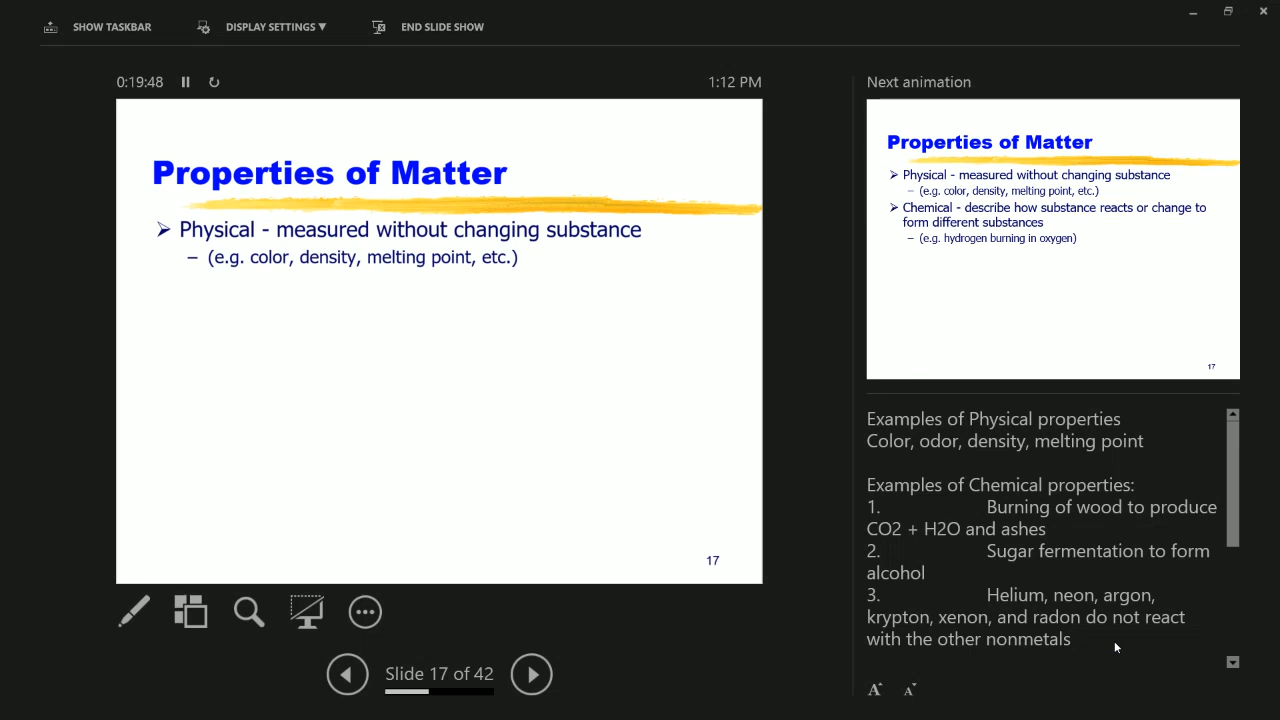 SHOW TASKBAR
DISPLAY SETTINGS ▼
END SLIDE SHOW
0:19:48
1:12 PM
Properties of Matter
➢ Physical - measured without changing substance
– (e.g. color, density, melting point, etc.)
17
Slide 17 of 42
Next animation
Properties of Matter
➢ Physical - measured without changing substance
– (e.g. color, density, melting point, etc.)
➢ Chemical - describe how substance reacts or change to
form different substances
– (e.g. hydrogen burning in oxygen)
17
Examples of Physical properties
Color, odor, density, melting point
Examples of Chemical properties:
1. Burning of wood to produce
CO2 + H2O and ashes
2. Sugar fermentation to form
alcohol
3. Helium, neon, argon,
krypton, xenon, and radon do not react
with the other nonmetals
A A